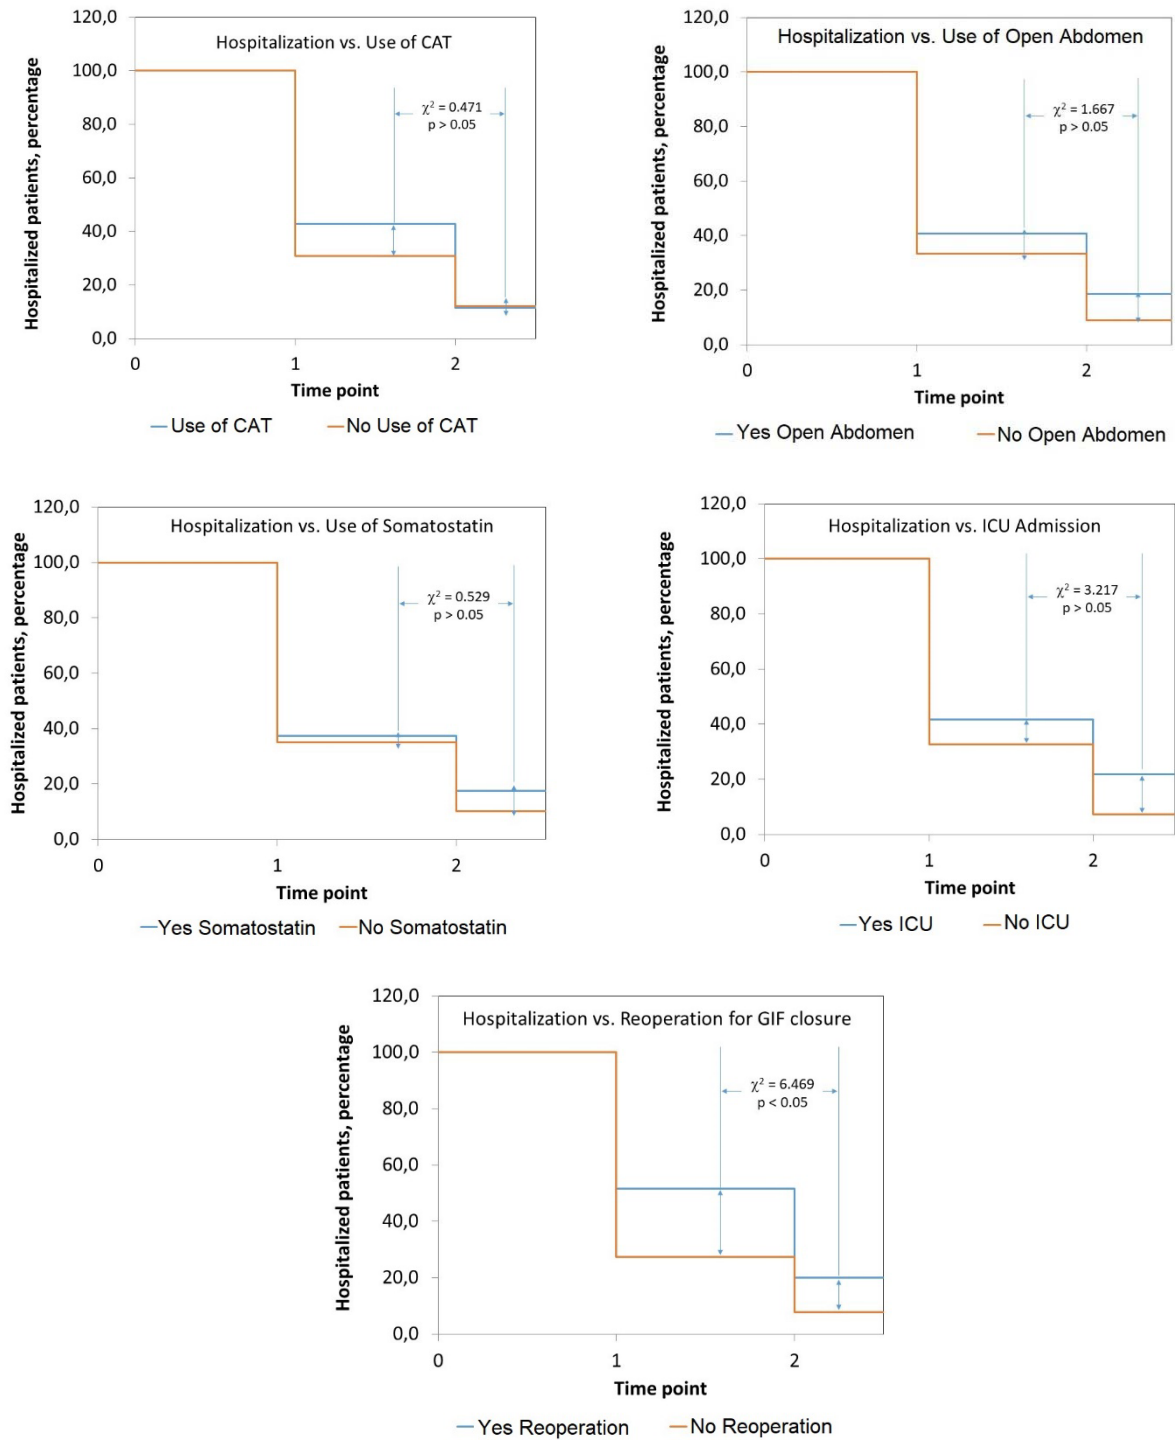 Hospitalization vs. Use of CAT
Hospitalized patients, percentage
120,0
100,0
80,0
60,0
40,0
20,0
0,0
χ² = 0.471
p > 0.05
0 1 2
Time point
Use of CAT No Use of CAT
Hospitalization vs. Use of Open Abdomen
Hospitalized patients, percentage
120,0
100,0
80,0
60,0
40,0
20,0
0,0
χ² = 1.667
p > 0.05
0 1 2
Time point
Yes Open Abdomen No Open Abdomen
Hospitalization vs. Use of Somatostatin
Hospitalized patients, percentage
120,0
100,0
80,0
60,0
40,0
20,0
0,0
χ² = 0.529
p > 0.05
0 1 2
Time point
Yes Somatostatin No Somatostatin
Hospitalization vs. ICU Admission
Hospitalized patients, percentage
120,0
100,0
80,0
60,0
40,0
20,0
0,0
χ² = 3.217
p > 0.05
0 1 2
Time point
Yes ICU No ICU
Hospitalization vs. Reoperation for GIF closure
Hospitalized patients, percentage
120,0
100,0
80,0
60,0
40,0
20,0
0,0
χ² = 6.469
p < 0.05
0 1 2
Time point
Yes Reoperation No Reoperation